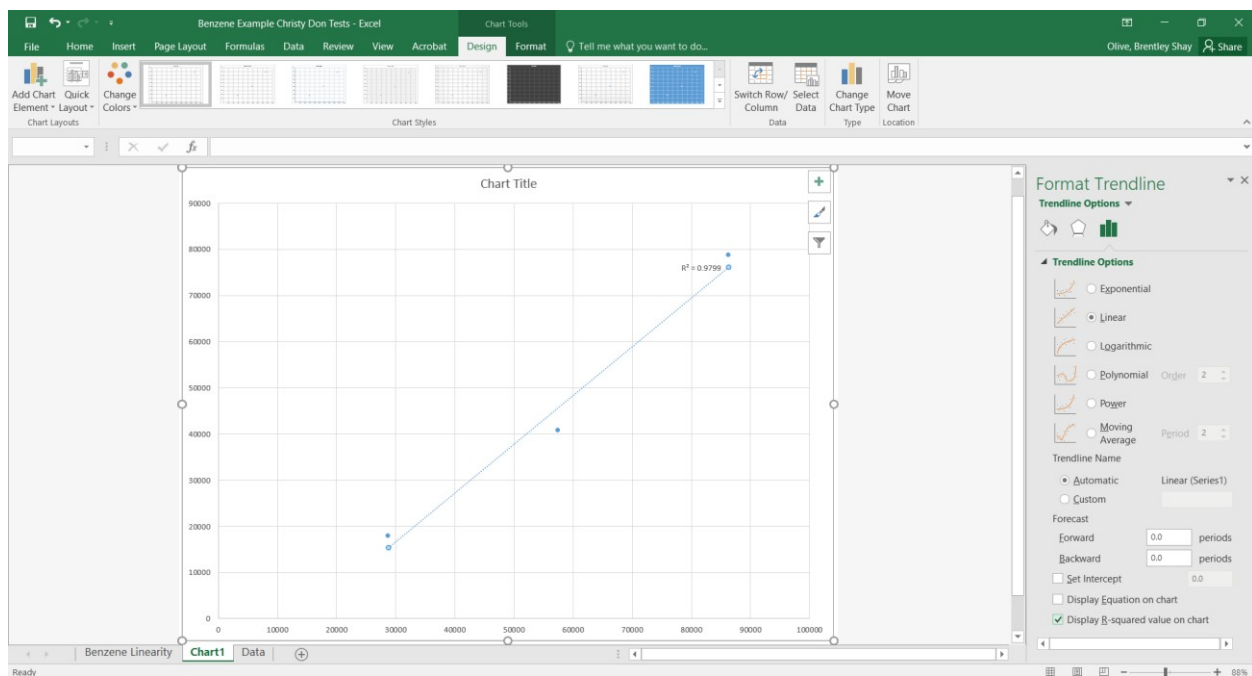 Benzene Example Christy Don Tests - Excel
Chart Tools
File Home Insert Page Layout Formulas Data Review View Acrobat Design Format Tell me what you want to do... Olive, Brentley Shay Share
Add Chart Element
Quick Layout
Change Colors
Switch Row/ Column
Select Data
Change Chart Type
Move Chart
Chart Layouts
Chart Styles
Data
Type
Location
fx
Chart Title
90000
80000
R² = 0.9799
70000
60000
50000
40000
30000
20000
10000
0
0 10000 20000 30000 40000 50000 60000 70000 80000 90000 100000
Format Trendline
Trendline Options
Trendline Options
Exponential
Linear
Logarithmic
Polynomial Order 2
Power
Moving Average Period 2
Trendline Name
Automatic Linear (Series1)
Custom
Forecast
Forward 0.0 periods
Backward 0.0 periods
Set Intercept 0.0
Display Equation on chart
Display R-squared value on chart
Benzene Linearity Chart1 Data
Ready
88%